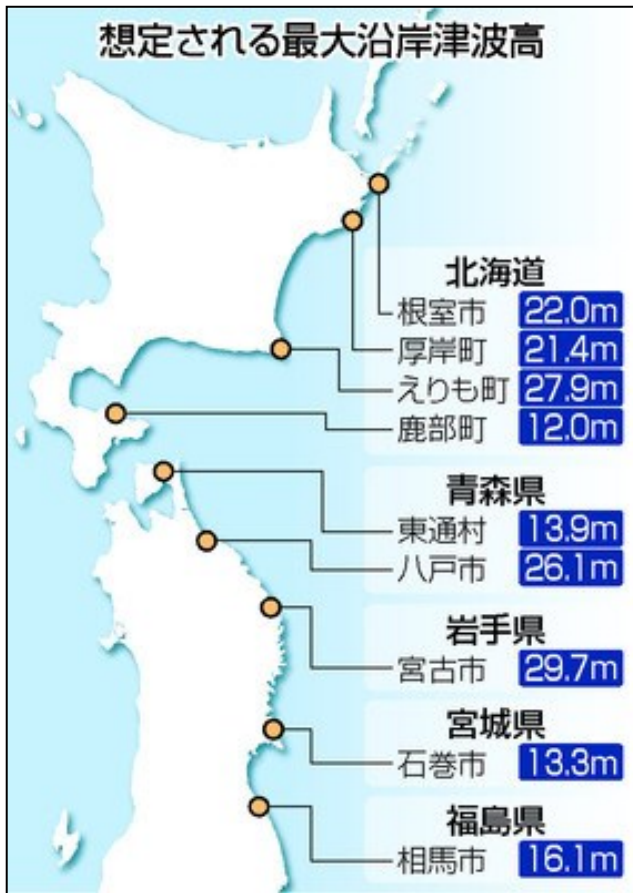 想定される最大沿岸津波高
北海道
根室市 22.0m
厚岸町 21.4m
えりも町 27.9m
鹿部町 12.0m
青森県
東通村 13.9m
八戸市 26.1m
岩手県
宮古市 29.7m
宮城県
石巻市 13.3m
福島県
相馬市 16.1m